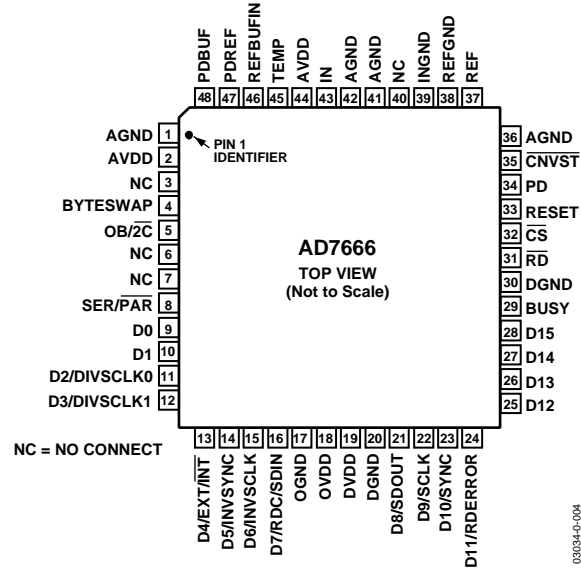 PDBUF
PDREF
REFBUFIN
TEMP
AVDD
IN
AGND
AGND
NC
INGND
REFGND
REF
48 47 46 45 44 43 42 41 40 39 38 37
AGND 1
AVDD 2
NC 3
BYTESWAP 4
OB/2C 5
NC 6
NC 7
SER/PAR 8
D0 9
D1 10
D2/DIVSCLK0 11
D3/DIVSCLK1 12
PIN 1
IDENTIFIER
AD7666
TOP VIEW
(Not to Scale)
36 AGND
35 CNVST
34 PD
33 RESET
32 CS
31 RD
30 DGND
29 BUSY
28 D15
27 D14
26 D13
25 D12
13 14 15 16 17 18 19 20 21 22 23 24
D4/EXT/INT
D5/INVSYNC
D6/INVSCLK
D7/RDC/SDIN
OGND
OVDD
DVDD
DGND
D8/SDOUT
D9/SCLK
D10/SYNC
D11/RDERROR
NC = NO CONNECT
03034-0-004